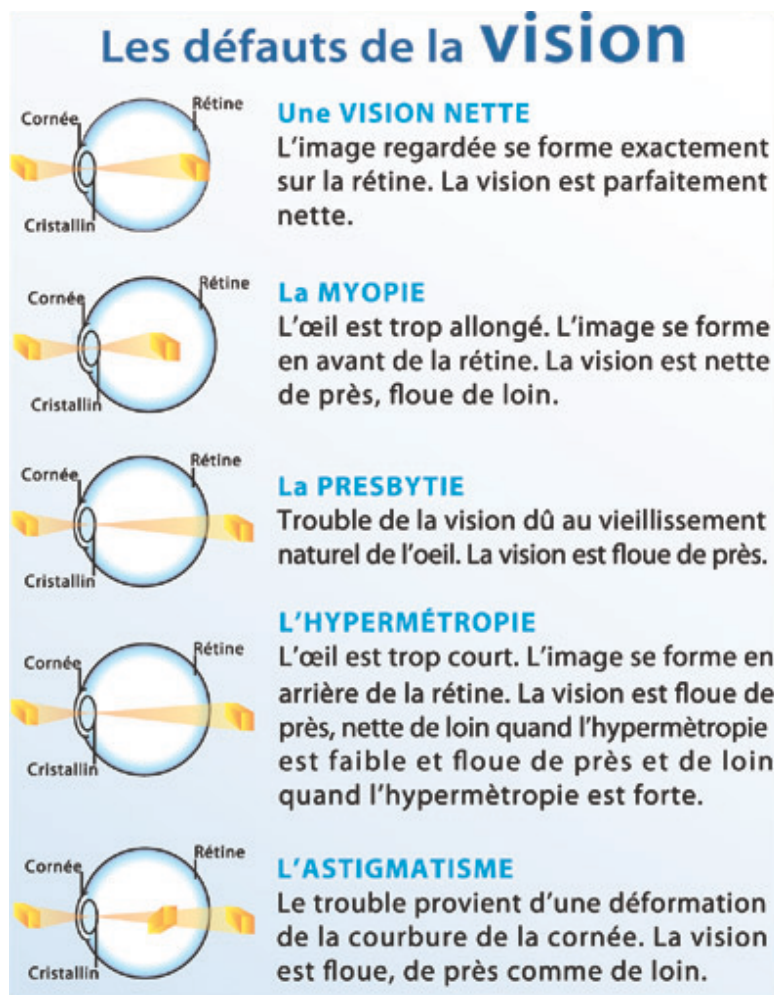 Les défauts de la vision
Cornée
Rétine
Cristallin
Une VISION NETTE
L'image regardée se forme exactement
sur la rétine. La vision est parfaitement
nette.
Cornée
Rétine
Cristallin
La MYOPIE
L'œil est trop allongé. L'image se forme
en avant de la rétine. La vision est nette
de près, floue de loin.
Cornée
Rétine
Cristallin
La PRESBYTIE
Trouble de la vision dû au vieillissement
naturel de l'oeil. La vision est floue de près.
Cornée
Rétine
Cristallin
L'HYPERMÉTROPIE
L'œil est trop court. L'image se forme en
arrière de la rétine. La vision est floue de
près, nette de loin quand l'hypermètropie
est faible et floue de près et de loin
quand l'hypermètropie est forte.
Cornée
Rétine
Cristallin
L'ASTIGMATISME
Le trouble provient d'une déformation
de la courbure de la cornée. La vision
est floue, de près comme de loin.